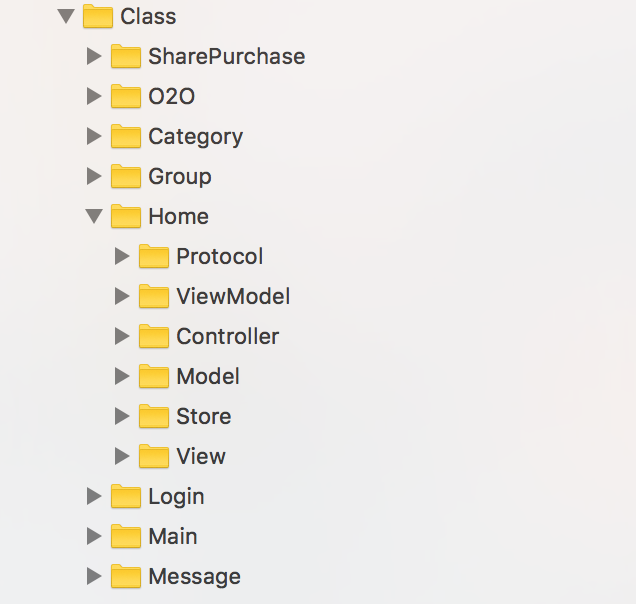 Class
SharePurchase
O2O
Category
Group
Home
Protocol
ViewModel
Controller
Model
Store
View
Login
Main
Message